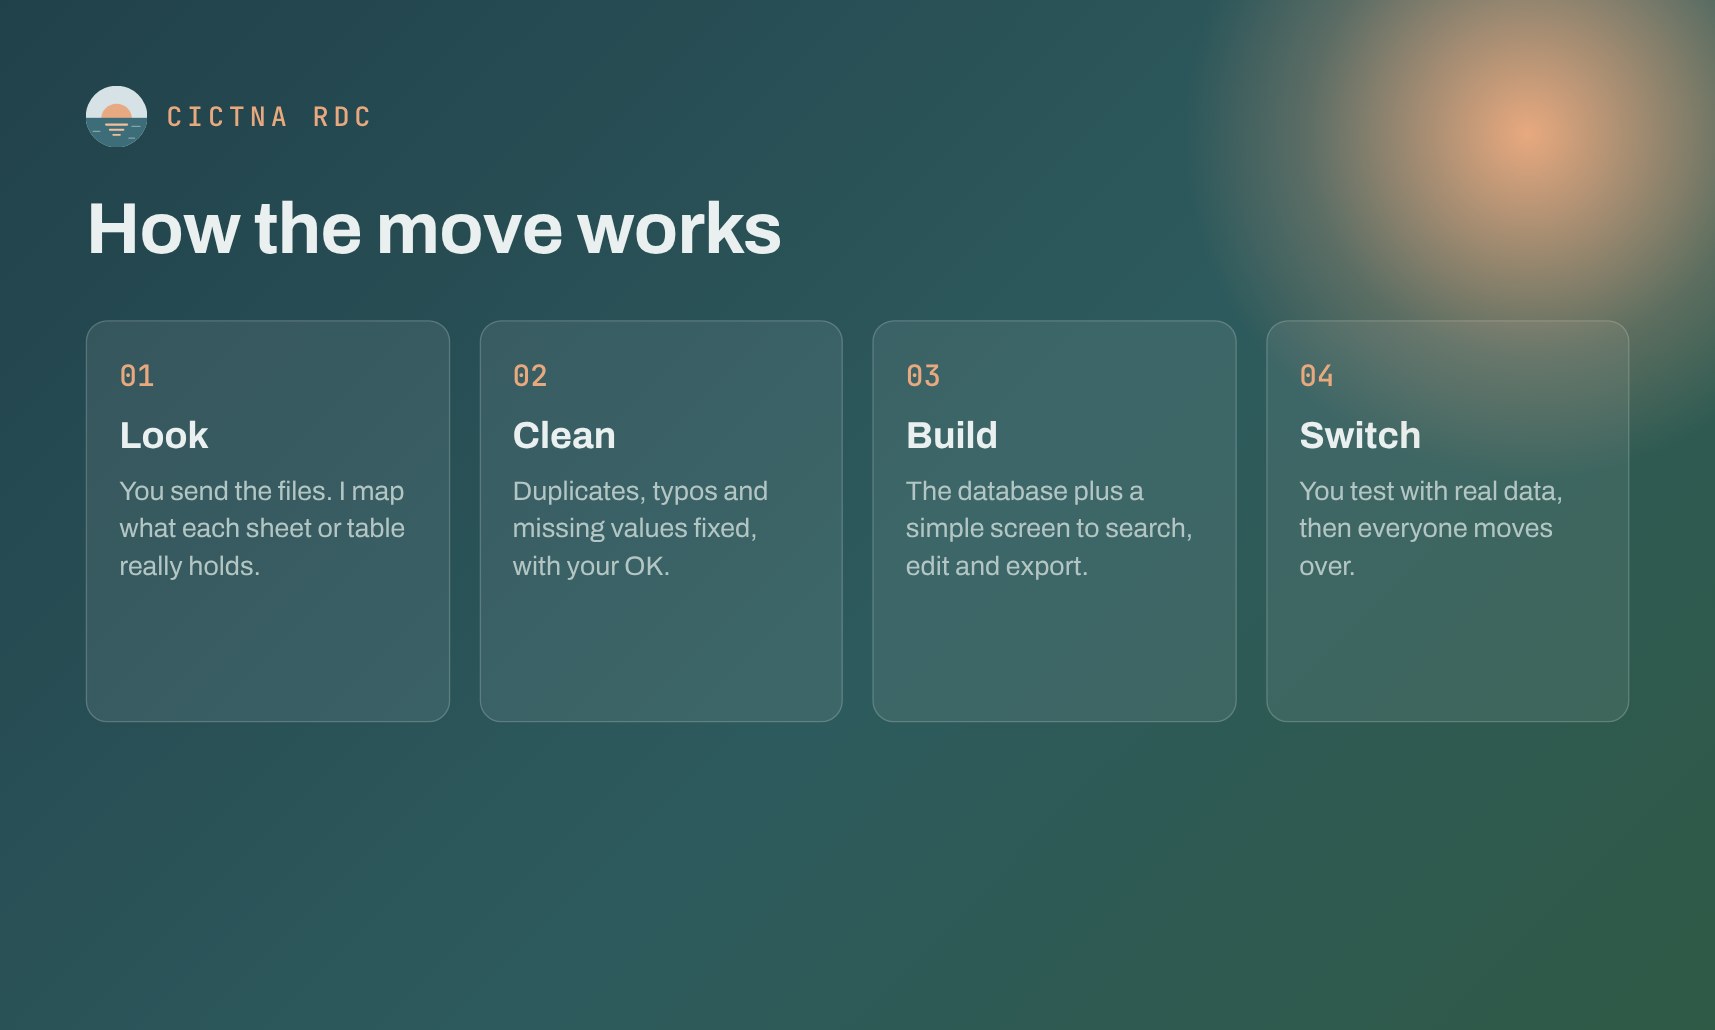 CICTNA RDC
How the move works
01
Look
You send the files. I map
what each sheet or table
really holds.
02
Clean
Duplicates, typos and
missing values fixed,
with your OK.
03
Build
The database plus a
simple screen to search,
edit and export.
04
Switch
You test with real data,
then everyone moves
over.